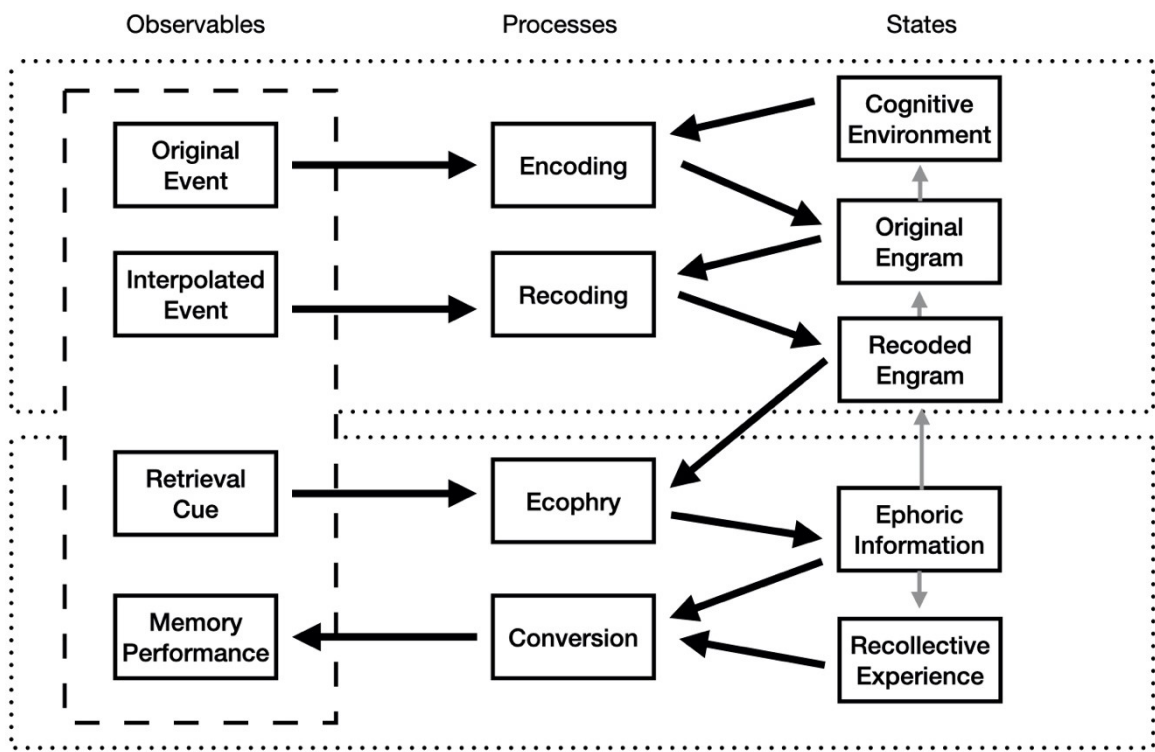 Observables Processes States
Original
Event
Encoding
Cognitive
Environment
Original
Engram
Interpolated
Event
Recoding
Recoded
Engram
Retrieval
Cue
Ecophry
Ephoric
Information
Memory
Performance
Conversion
Recollective
Experience